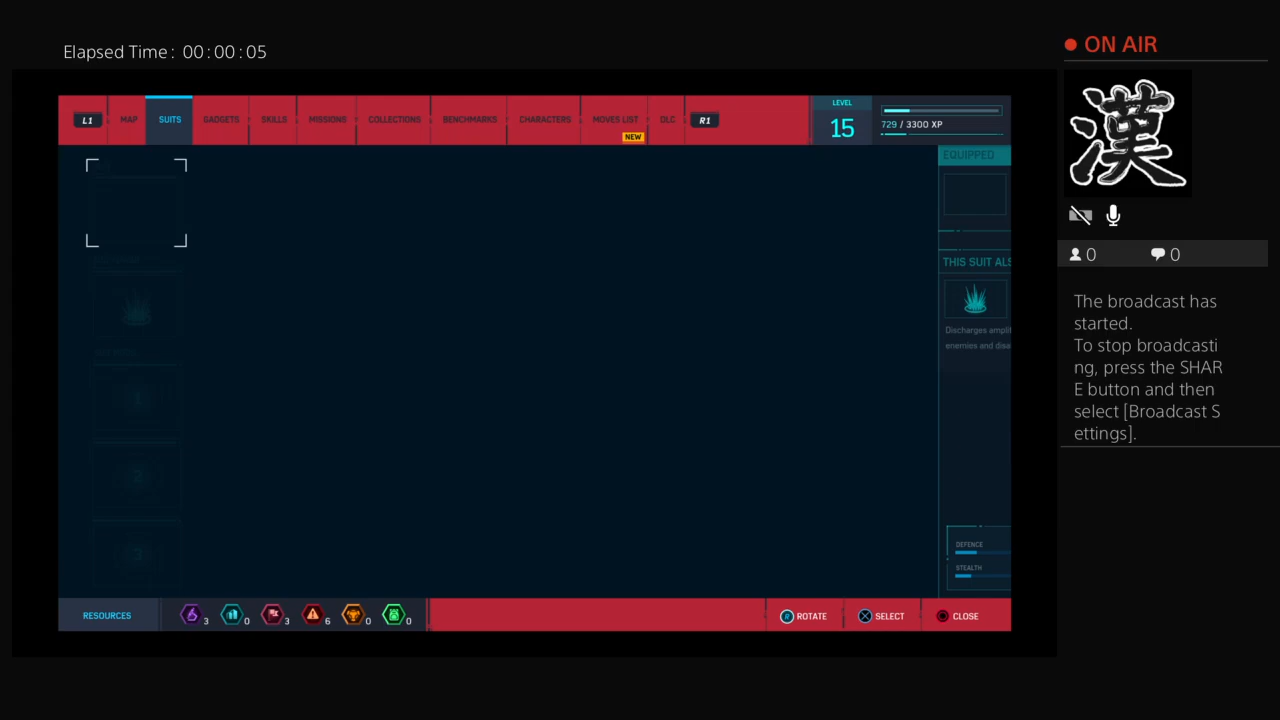 Elapsed Time : 00:00:05
ON AIR
漢
L1 MAP SUITS GADGETS SKILLS MISSIONS COLLECTIONS BENCHMARKS CHARACTERS MOVES LIST DLC R1
NEW
LEVEL
15
729 / 3300 XP
EQUIPPED
THIS SUIT ALS
Discharges amplif
enemies and disa
1
2
3
DEFENCE
STEALTH
RESOURCES 3 0 3 6 0 0
R ROTATE SELECT CLOSE
0 0
The broadcast has
started.
To stop broadcasti
ng, press the SHAR
E button and then
select [Broadcast S
ettings].